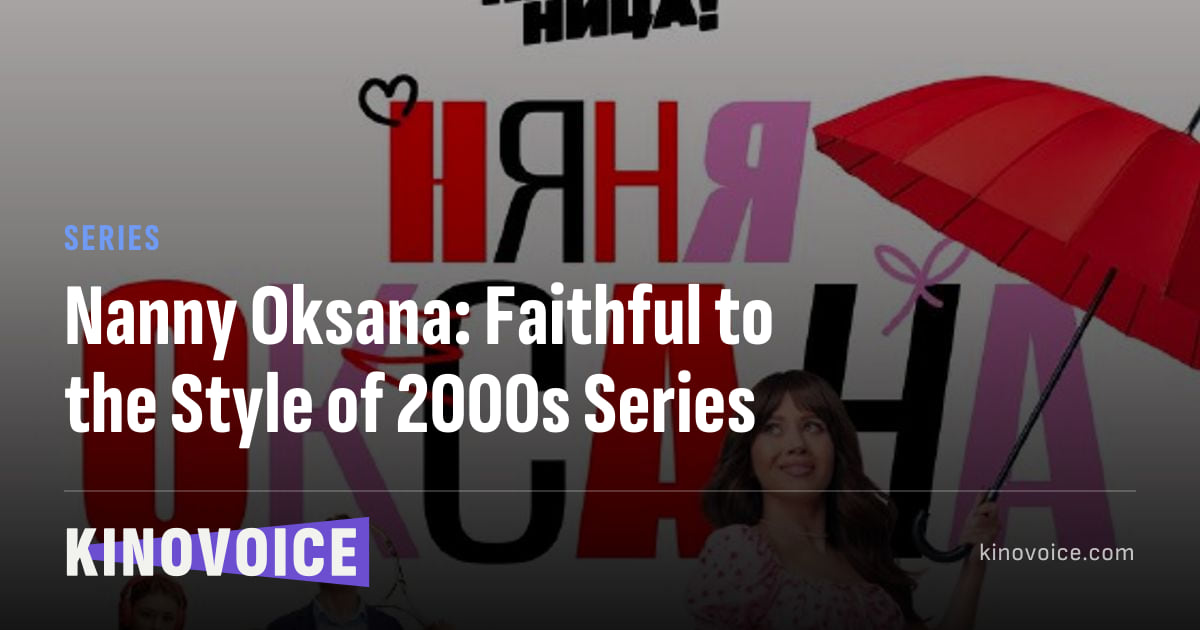 НИЦА!
НЯНЯ
ОКСАНА
SERIES
Nanny Oksana: Faithful to
the Style of 2000s Series
KINOVOICE
kinovoice.com